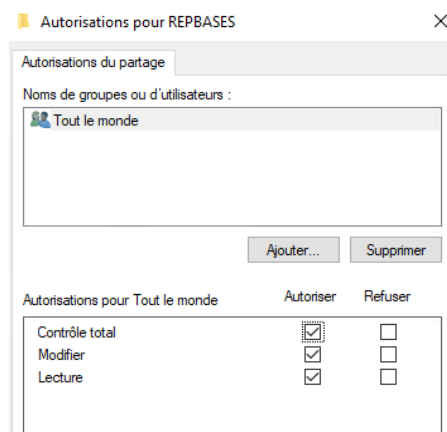 Autorisations pour REPBASES
Autorisations du partage
Noms de groupes ou d'utilisateurs :
Tout le monde
Ajouter... Supprimer
Autorisations pour Tout le monde Autoriser Refuser
Contrôle total
Modifier
Lecture